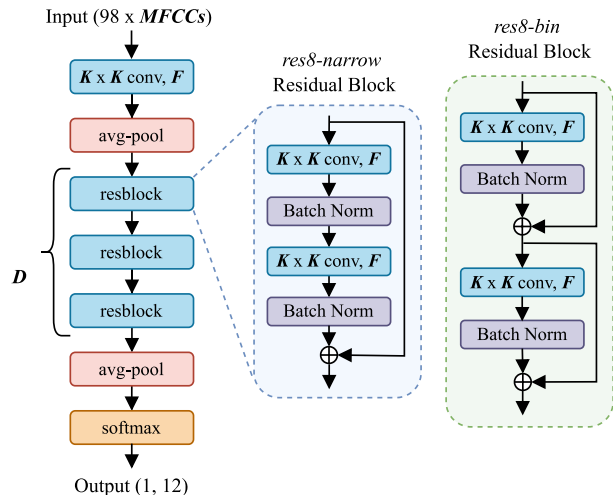 Input (98 x MFCCs)
K x K conv, F
avg-pool
resblock
resblock
resblock
D
avg-pool
softmax
Output (1, 12)
res8-narrow
Residual Block
K x K conv, F
Batch Norm
K x K conv, F
Batch Norm
res8-bin
Residual Block
K x K conv, F
Batch Norm
K x K conv, F
Batch Norm